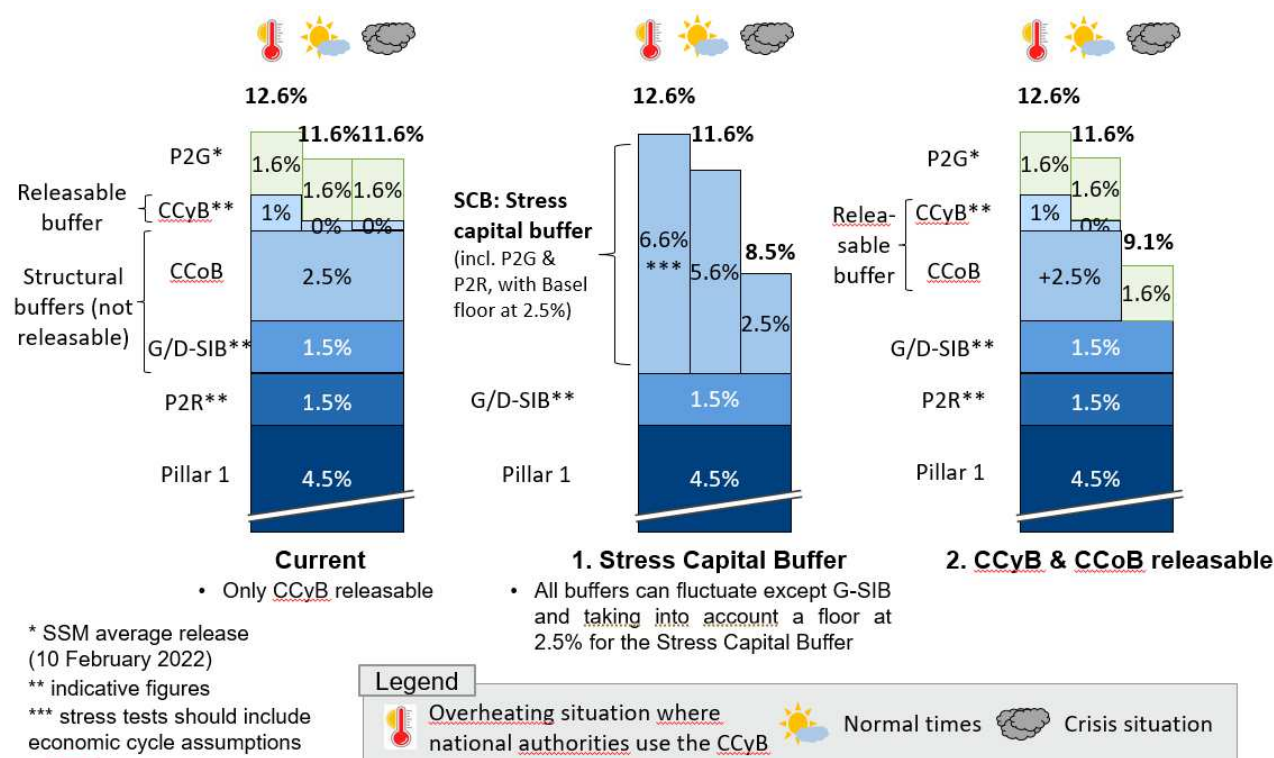 12.6%
11.6%
11.6%
P2G*
1.6%
1.6%
1.6%
Releasable
buffer
CCyB**
1%
0%
0%
Structural
buffers (not
releasable)
CCoB
2.5%
G/D-SIB**
1.5%
P2R**
1.5%
Pillar 1
4.5%
Current
• Only CCyB releasable
12.6%
11.6%
8.5%
SCB: Stress
capital buffer
(incl. P2G &
P2R, with Basel
floor at 2.5%)
6.6%
***
5.6%
2.5%
G/D-SIB**
1.5%
Pillar 1
4.5%
1. Stress Capital Buffer
• All buffers can fluctuate except G-SIB
and taking into account a floor at
2.5% for the Stress Capital Buffer
12.6%
11.6%
9.1%
P2G*
1.6%
1.6%
1.6%
Relea-
sable
buffer
CCyB**
1%
0%
CCoB
+2.5%
G/D-SIB**
1.5%
P2R**
1.5%
Pillar 1
4.5%
2. CCyB & CCoB releasable
* SSM average release
(10 February 2022)
** indicative figures
*** stress tests should include
economic cycle assumptions
Legend
Overheating situation where
national authorities use the CCyB
Normal times
Crisis situation